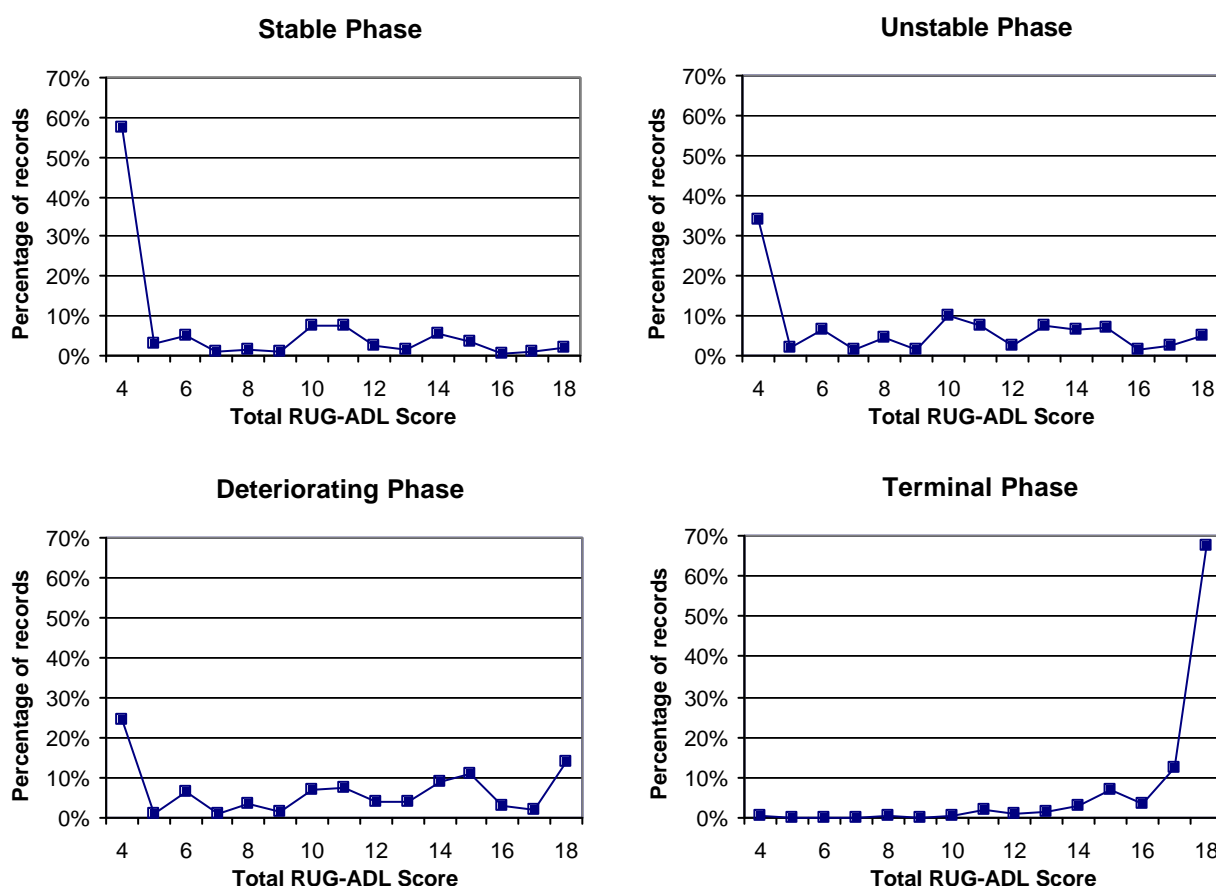 Stable Phase
Percentage of records
70%
60%
50%
40%
30%
20%
10%
0%
4 6 8 10 12 14 16 18
Total RUG-ADL Score
Unstable Phase
Percentage of records
70%
60%
50%
40%
30%
20%
10%
0%
4 6 8 10 12 14 16 18
Total RUG-ADL Score
Deteriorating Phase
Percentage of records
70%
60%
50%
40%
30%
20%
10%
0%
4 6 8 10 12 14 16 18
Total RUG-ADL Score
Terminal Phase
Percentage of records
70%
60%
50%
40%
30%
20%
10%
0%
4 6 8 10 12 14 16 18
Total RUG-ADL Score